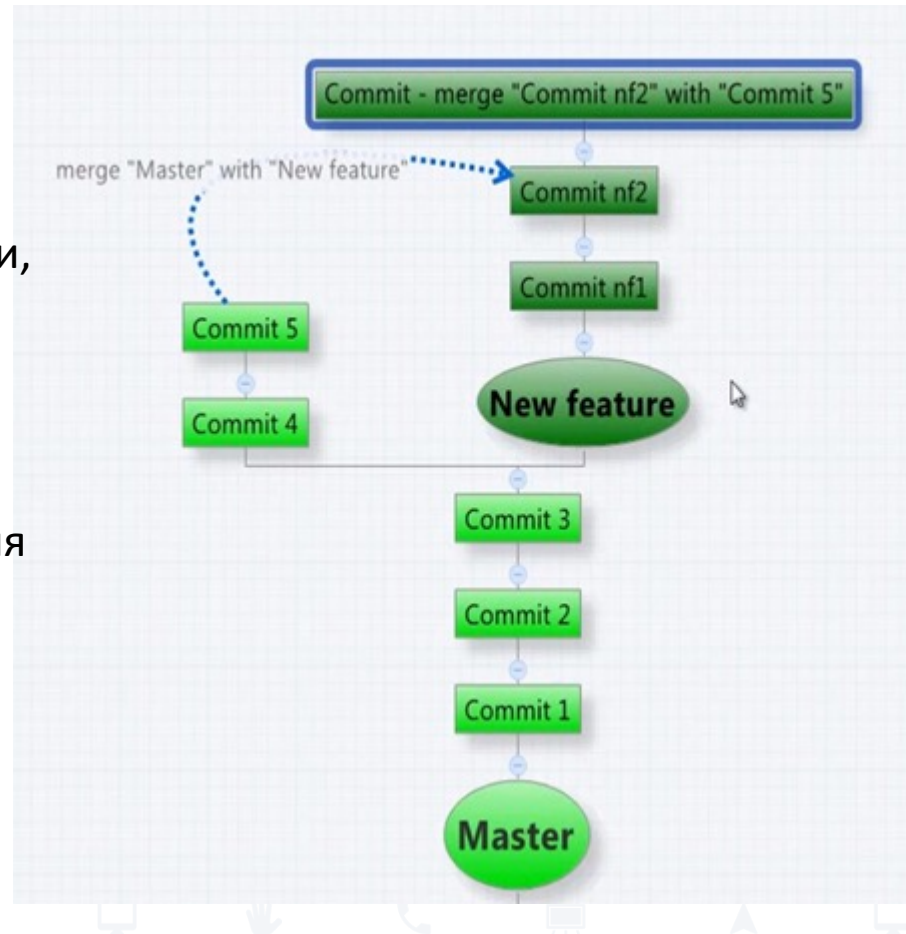 Commit - merge "Commit nf2" with "Commit 5"
merge "Master" with "New feature"
Commit nf2
и,
Commit nf1
Commit 5
New feature
Commit 4
Commit 3
ия
Commit 2
Commit 1
Master